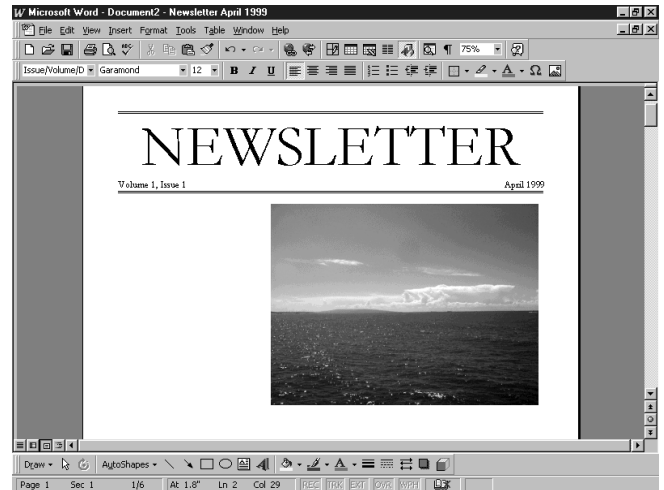 Microsoft Word - Document2 - Newsletter April 1999
File Edit View Insert Format Tools Table Window Help
75%
Issue/Volume/D Garamond 12 B I U
NEWSLETTER
Volume 1, Issue 1 April 1999
Draw AutoShapes
Page 1 Sec 1 1/6 At 1.8" Ln 2 Col 29 REC TRK EXT OVR WPH